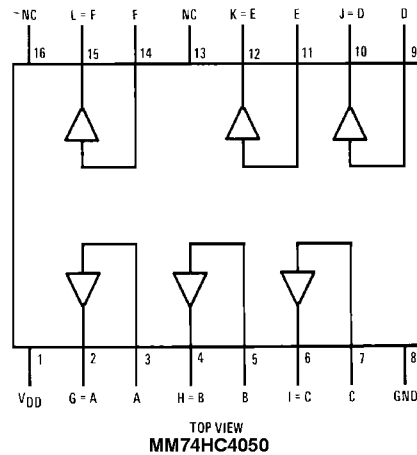 NC L = F F NC K = E E J = D D
16 15 14 13 12 11 10 9
1 2 3 4 5 6 7 8
VDD G = A A H = B B I = C C GND
TOP VIEW
MM74HC4050